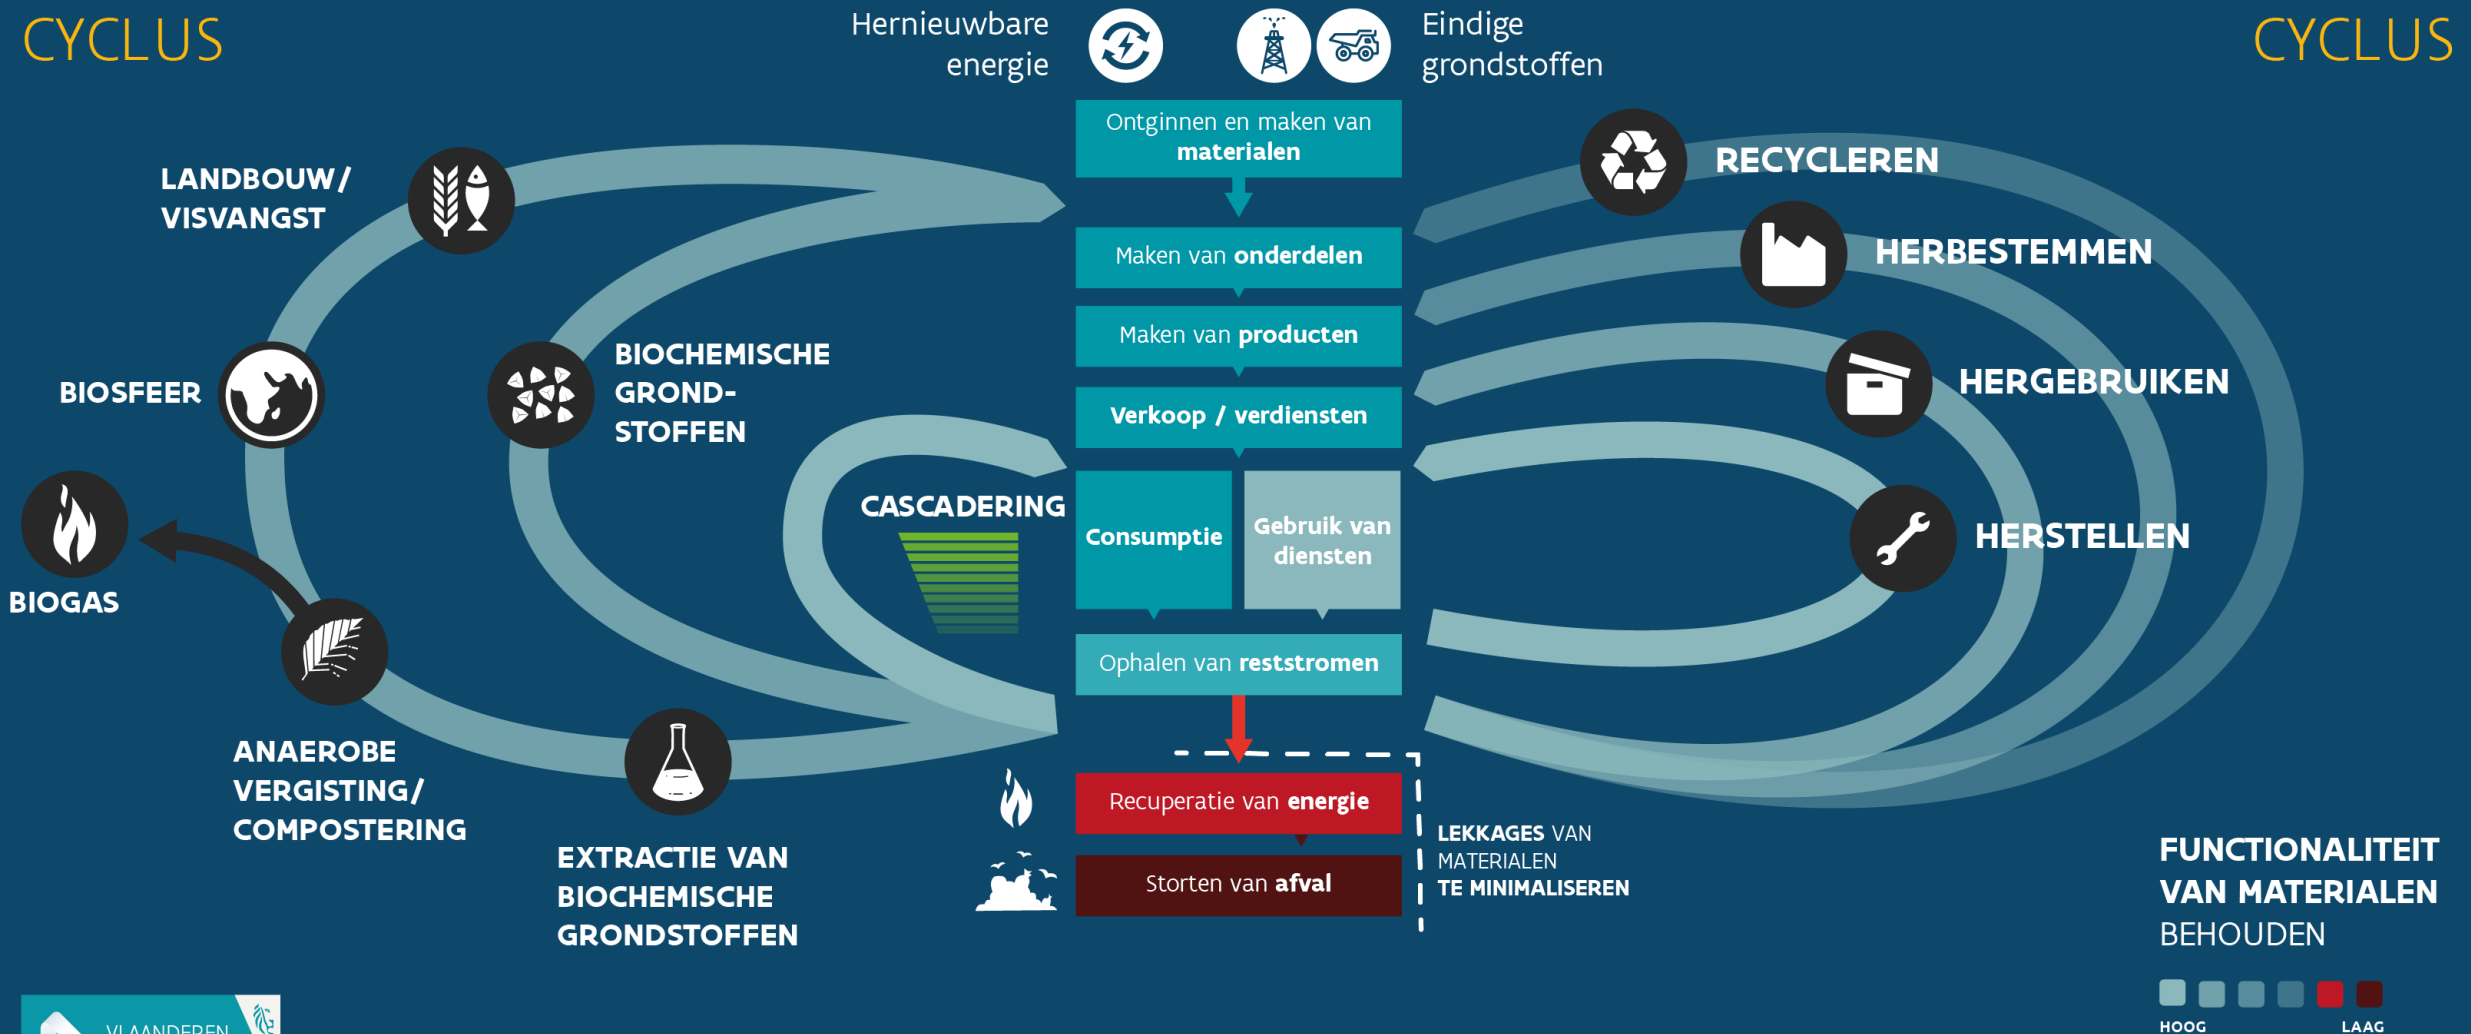 CYCLUS
Hernieuwbare
energie
Eindige
grondstoffen
CYCLUS
Ontginnen en maken van
materialen
Maken van onderdelen
Maken van producten
Verkoop / verdiensten
Consumptie
Gebruik van
diensten
Ophalen van reststromen
Recuperatie van energie
Storten van afval
LANDBOUW/
VISVANGST
BIOSFEER
BIOCHEMISCHE
GROND-
STOFFEN
CASCADERING
BIOGAS
ANAEROBE
VERGISTING/
COMPOSTERING
EXTRACTIE VAN
BIOCHEMISCHE
GRONDSTOFFEN
RECYCLEREN
HERBESTEMMEN
HERGEBRUIKEN
HERSTELLEN
LEKKAGES VAN
MATERIALEN
TE MINIMALISEREN
FUNCTIONALITEIT
VAN MATERIALEN
BEHOUDEN
HOOG
LAAG
VLAANDEREN